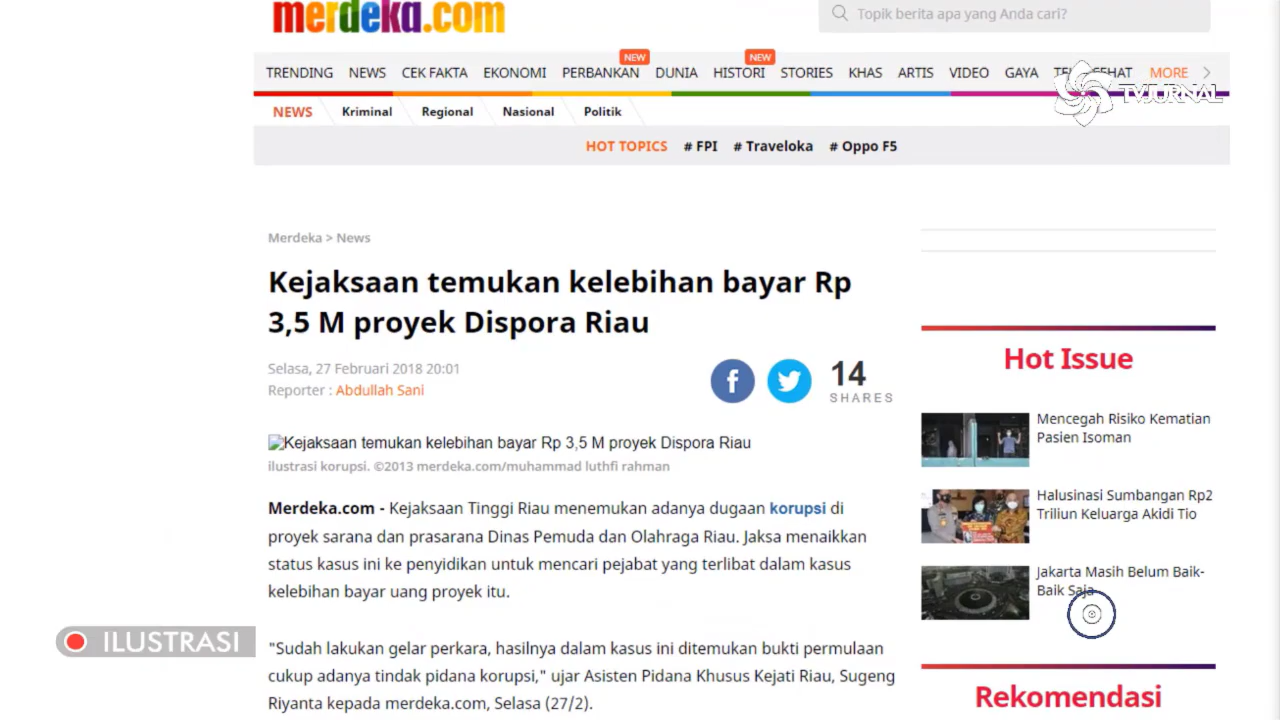 merdeka.com
Topik berita apa yang Anda cari?
NEW NEW
TRENDING NEWS CEK FAKTA EKONOMI PERBANKAN DUNIA HISTORI STORIES KHAS ARTIS VIDEO GAYA SEHAT MORE
TVJURNAL
NEWS Kriminal Regional Nasional Politik
HOT TOPICS # FPI # Traveloka # Oppo F5
Merdeka > News
Kejaksaan temukan kelebihan bayar Rp
3,5 M proyek Dispora Riau
Selasa, 27 Februari 2018 20:01
Reporter : Abdullah Sani
14
SHARES
Kejaksaan temukan kelebihan bayar Rp 3,5 M proyek Dispora Riau
ilustrasi korupsi. ©2013 merdeka.com/muhammad luthfi rahman
Merdeka.com - Kejaksaan Tinggi Riau menemukan adanya dugaan korupsi di
proyek sarana dan prasarana Dinas Pemuda dan Olahraga Riau. Jaksa menaikkan
status kasus ini ke penyidikan untuk mencari pejabat yang terlibat dalam kasus
kelebihan bayar uang proyek itu.
"Sudah lakukan gelar perkara, hasilnya dalam kasus ini ditemukan bukti permulaan
cukup adanya tindak pidana korupsi," ujar Asisten Pidana Khusus Kejati Riau, Sugeng
Riyanta kepada merdeka.com, Selasa (27/2).
Hot Issue
Mencegah Risiko Kematian
Pasien Isoman
Halusinasi Sumbangan Rp2
Triliun Keluarga Akidi Tio
Jakarta Masih Belum Baik-
Baik Saja
Rekomendasi
ILUSTRASI